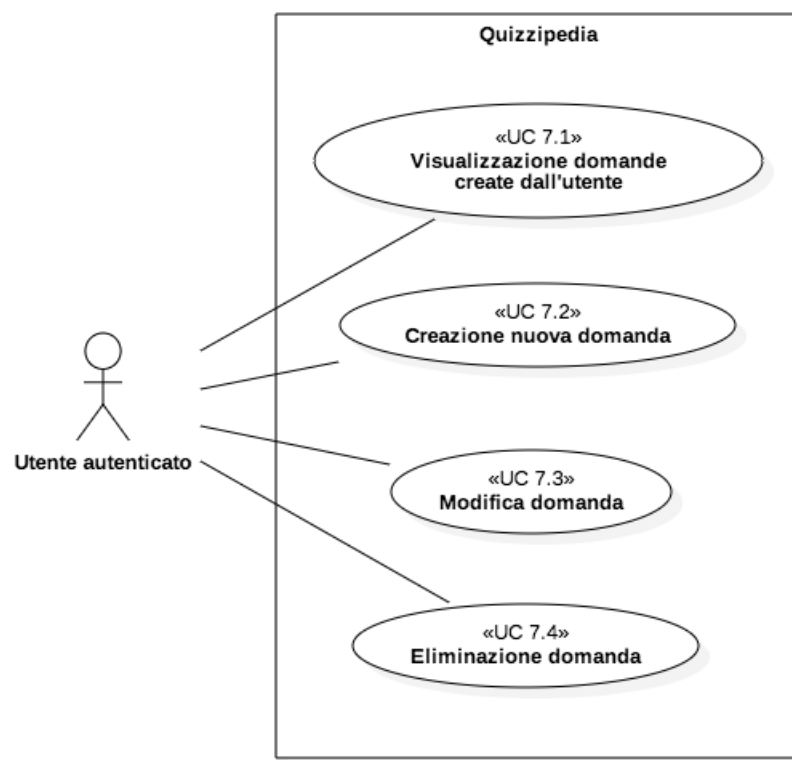 Quizzipedia
«UC 7.1»
Visualizzazione domande
create dall'utente
«UC 7.2»
Creazione nuova domanda
Utente autenticato
«UC 7.3»
Modifica domanda
«UC 7.4»
Eliminazione domanda